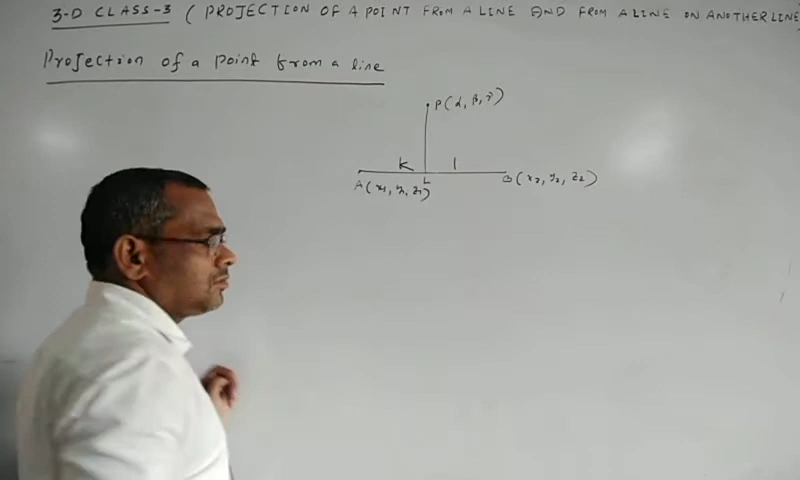 3-D CLASS-3 ( PROJECTION OF A POINT FROM A LINE AND FROM A LINE ON ANOTHER LINE)
Projection of a point from a line
P(α, β, γ)
K 1
A(x1, y1, z1) L B(x2, y2, z2)